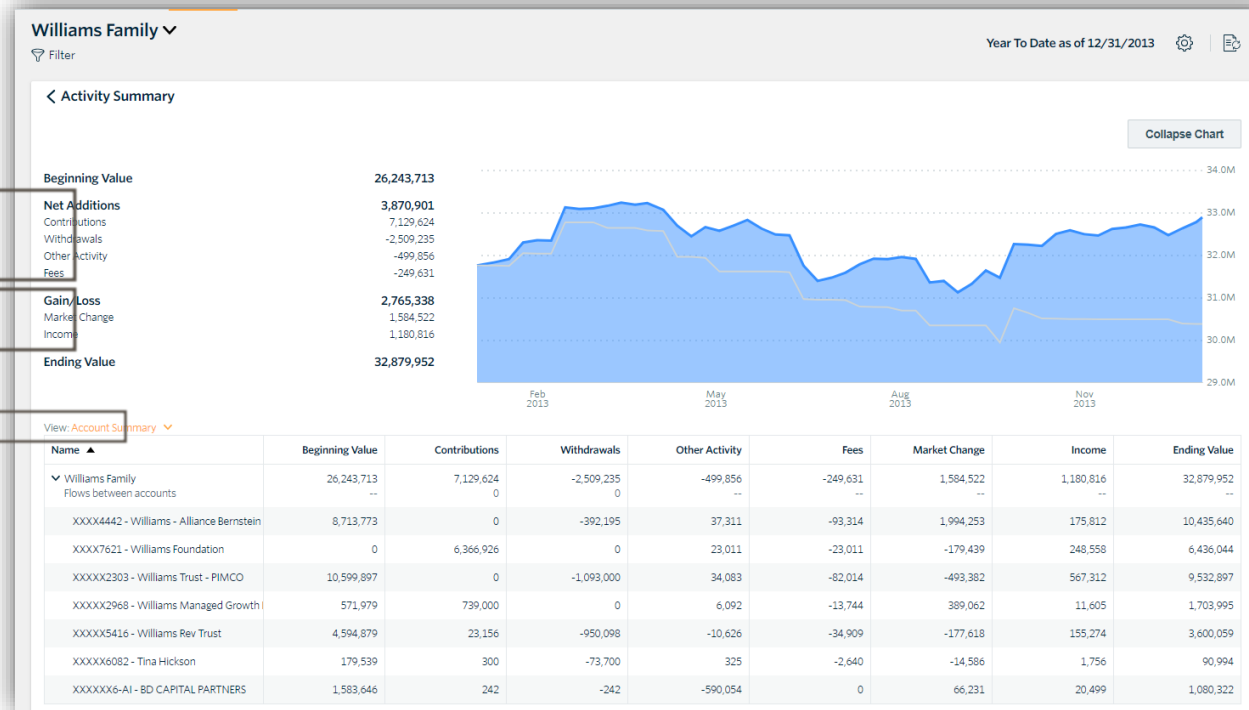 Williams Family
Filter
Year To Date as of 12/31/2013
Activity Summary
Collapse Chart
Beginning Value 26,243,713
Net Additions 3,870,901
Contributions 7,129,624
Withdrawals -2,509,235
Other Activity -499,856
Fees -249,631
Gain/Loss 2,765,338
Market Change 1,584,522
Income 1,180,816
Ending Value 32,879,952
34.0M
33.0M
32.0M
31.0M
30.0M
29.0M
Feb May Aug Nov
2013 2013 2013 2013
View: Account Summary
Name Beginning Value Contributions Withdrawals Other Activity Fees Market Change Income Ending Value
Williams Family 26,243,713 7,129,624 -2,509,235 -499,856 -249,631 1,584,522 1,180,816 32,879,952
Flows between accounts -- 0 0 -- -- -- -- --
XXXX4442 - Williams - Alliance Bernstein 8,713,773 0 -392,195 37,311 -93,314 1,994,253 175,812 10,435,640
XXXX7621 - Williams Foundation 0 6,366,926 0 23,011 -23,011 -179,439 248,558 6,436,044
XXXXX2303 - Williams Trust - PIMCO 10,599,897 0 -1,093,000 34,083 -82,014 -493,382 567,312 9,532,897
XXXXX2968 - Williams Managed Growth 571,979 739,000 0 6,092 -13,744 389,062 11,605 1,703,995
XXXXX5416 - Williams Rev Trust 4,594,879 23,156 -950,098 -10,626 -34,909 -177,618 155,274 3,600,059
XXXXX6082 - Tina Hickson 179,539 300 -73,700 325 -2,640 -14,586 1,756 90,994
XXXXXX6-AI - BD CAPITAL PARTNERS 1,583,646 242 -242 -590,054 0 66,231 20,499 1,080,322